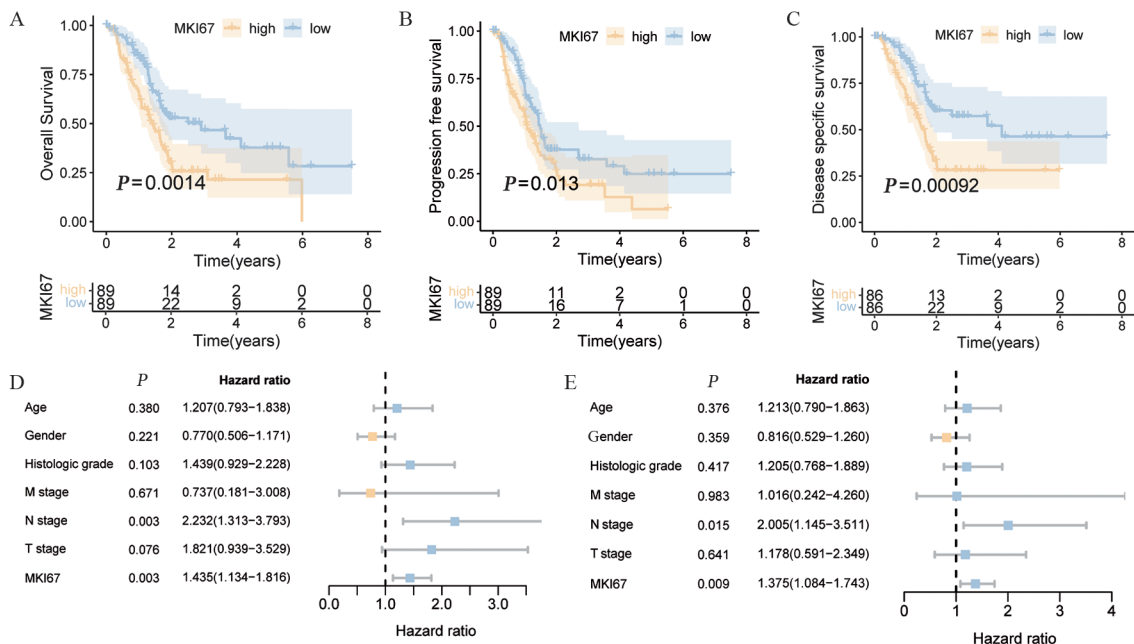 A
MKI67 high low
Overall Survival
1.00
0.75
0.50
0.25
0.00
P=0.0014
0 2 4 6 8
Time(years)
MKI67
high 89 14 2 0 0
low 89 22 9 2 0
0 2 4 6 8
Time(years)
B
MKI67 high low
Progression free survival
1.00
0.75
0.50
0.25
0.00
P=0.013
0 2 4 6 8
Time(years)
MKI67
high 89 11 2 0 0
low 89 16 7 1 0
0 2 4 6 8
Time(years)
C
MKI67 high low
Disease specific survival
1.00
0.75
0.50
0.25
0.00
P=0.00092
0 2 4 6 8
Time(years)
MKI67
high 86 13 2 0 0
low 86 22 9 2 0
0 2 4 6 8
Time(years)
D
P Hazard ratio
Age 0.380 1.207(0.793−1.838)
Gender 0.221 0.770(0.506−1.171)
Histologic grade 0.103 1.439(0.929−2.228)
M stage 0.671 0.737(0.181−3.008)
N stage 0.003 2.232(1.313−3.793)
T stage 0.076 1.821(0.939−3.529)
MKI67 0.003 1.435(1.134−1.816)
0.0 1.0 2.0 3.0
Hazard ratio
E
P Hazard ratio
Age 0.376 1.213(0.790−1.863)
Gender 0.359 0.816(0.529−1.260)
Histologic grade 0.417 1.205(0.768−1.889)
M stage 0.983 1.016(0.242−4.260)
N stage 0.015 2.005(1.145−3.511)
T stage 0.641 1.178(0.591−2.349)
MKI67 0.009 1.375(1.084−1.743)
0 1 2 3 4
Hazard ratio